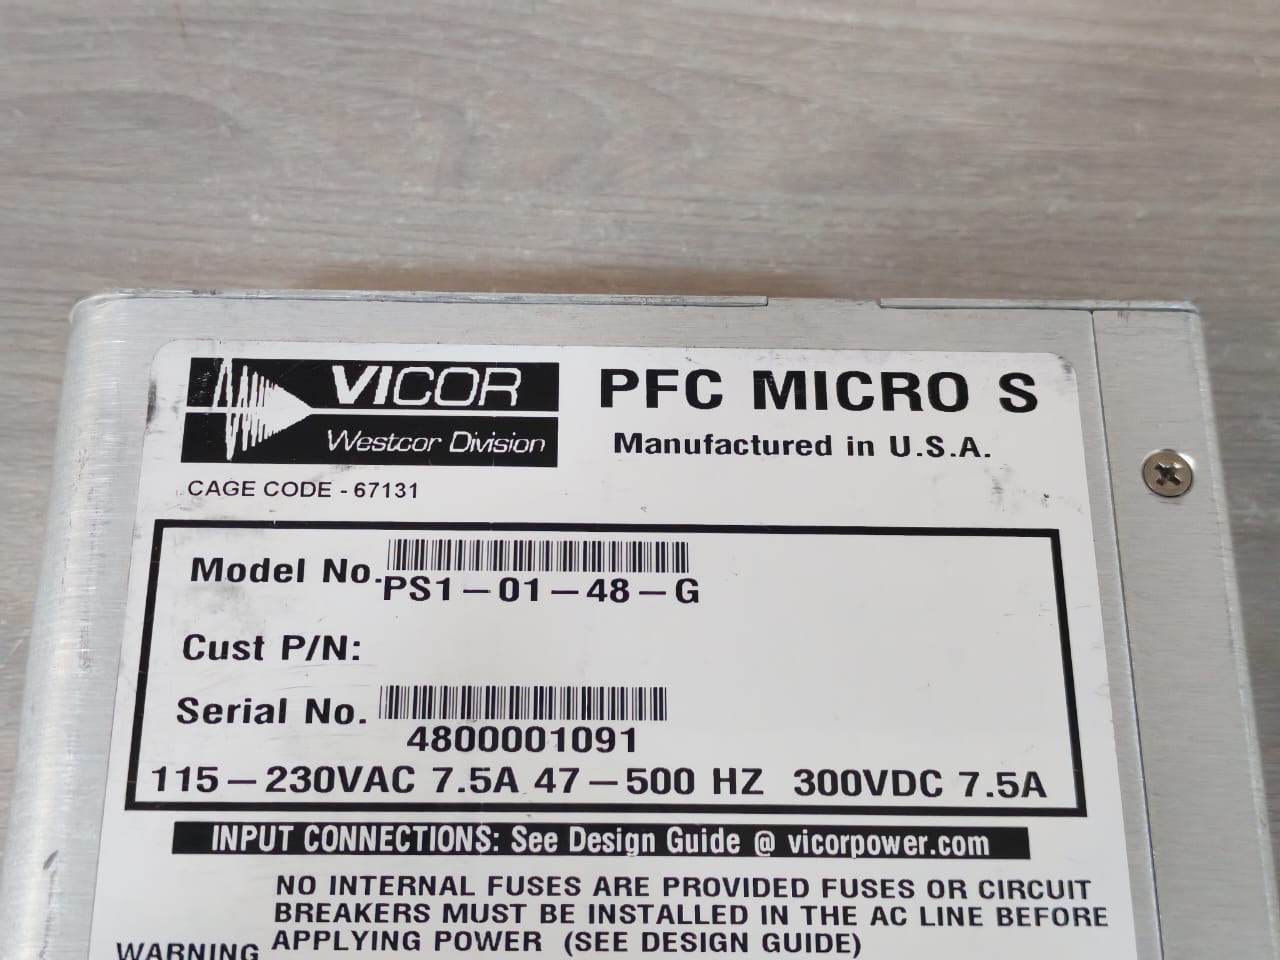 VICOR
Westcor Division
PFC MICRO S
Manufactured in U.S.A.
CAGE CODE - 67131
Model No.
PS1-01-48-G
Cust P/N:
Serial No.
4800001091
115-230VAC 7.5A 47-500 HZ 300VDC 7.5A
INPUT CONNECTIONS: See Design Guide @ vicorpower.com
NO INTERNAL FUSES ARE PROVIDED FUSES OR CIRCUIT
BREAKERS MUST BE INSTALLED IN THE AC LINE BEFORE
WARNING APPLYING POWER (SEE DESIGN GUIDE)